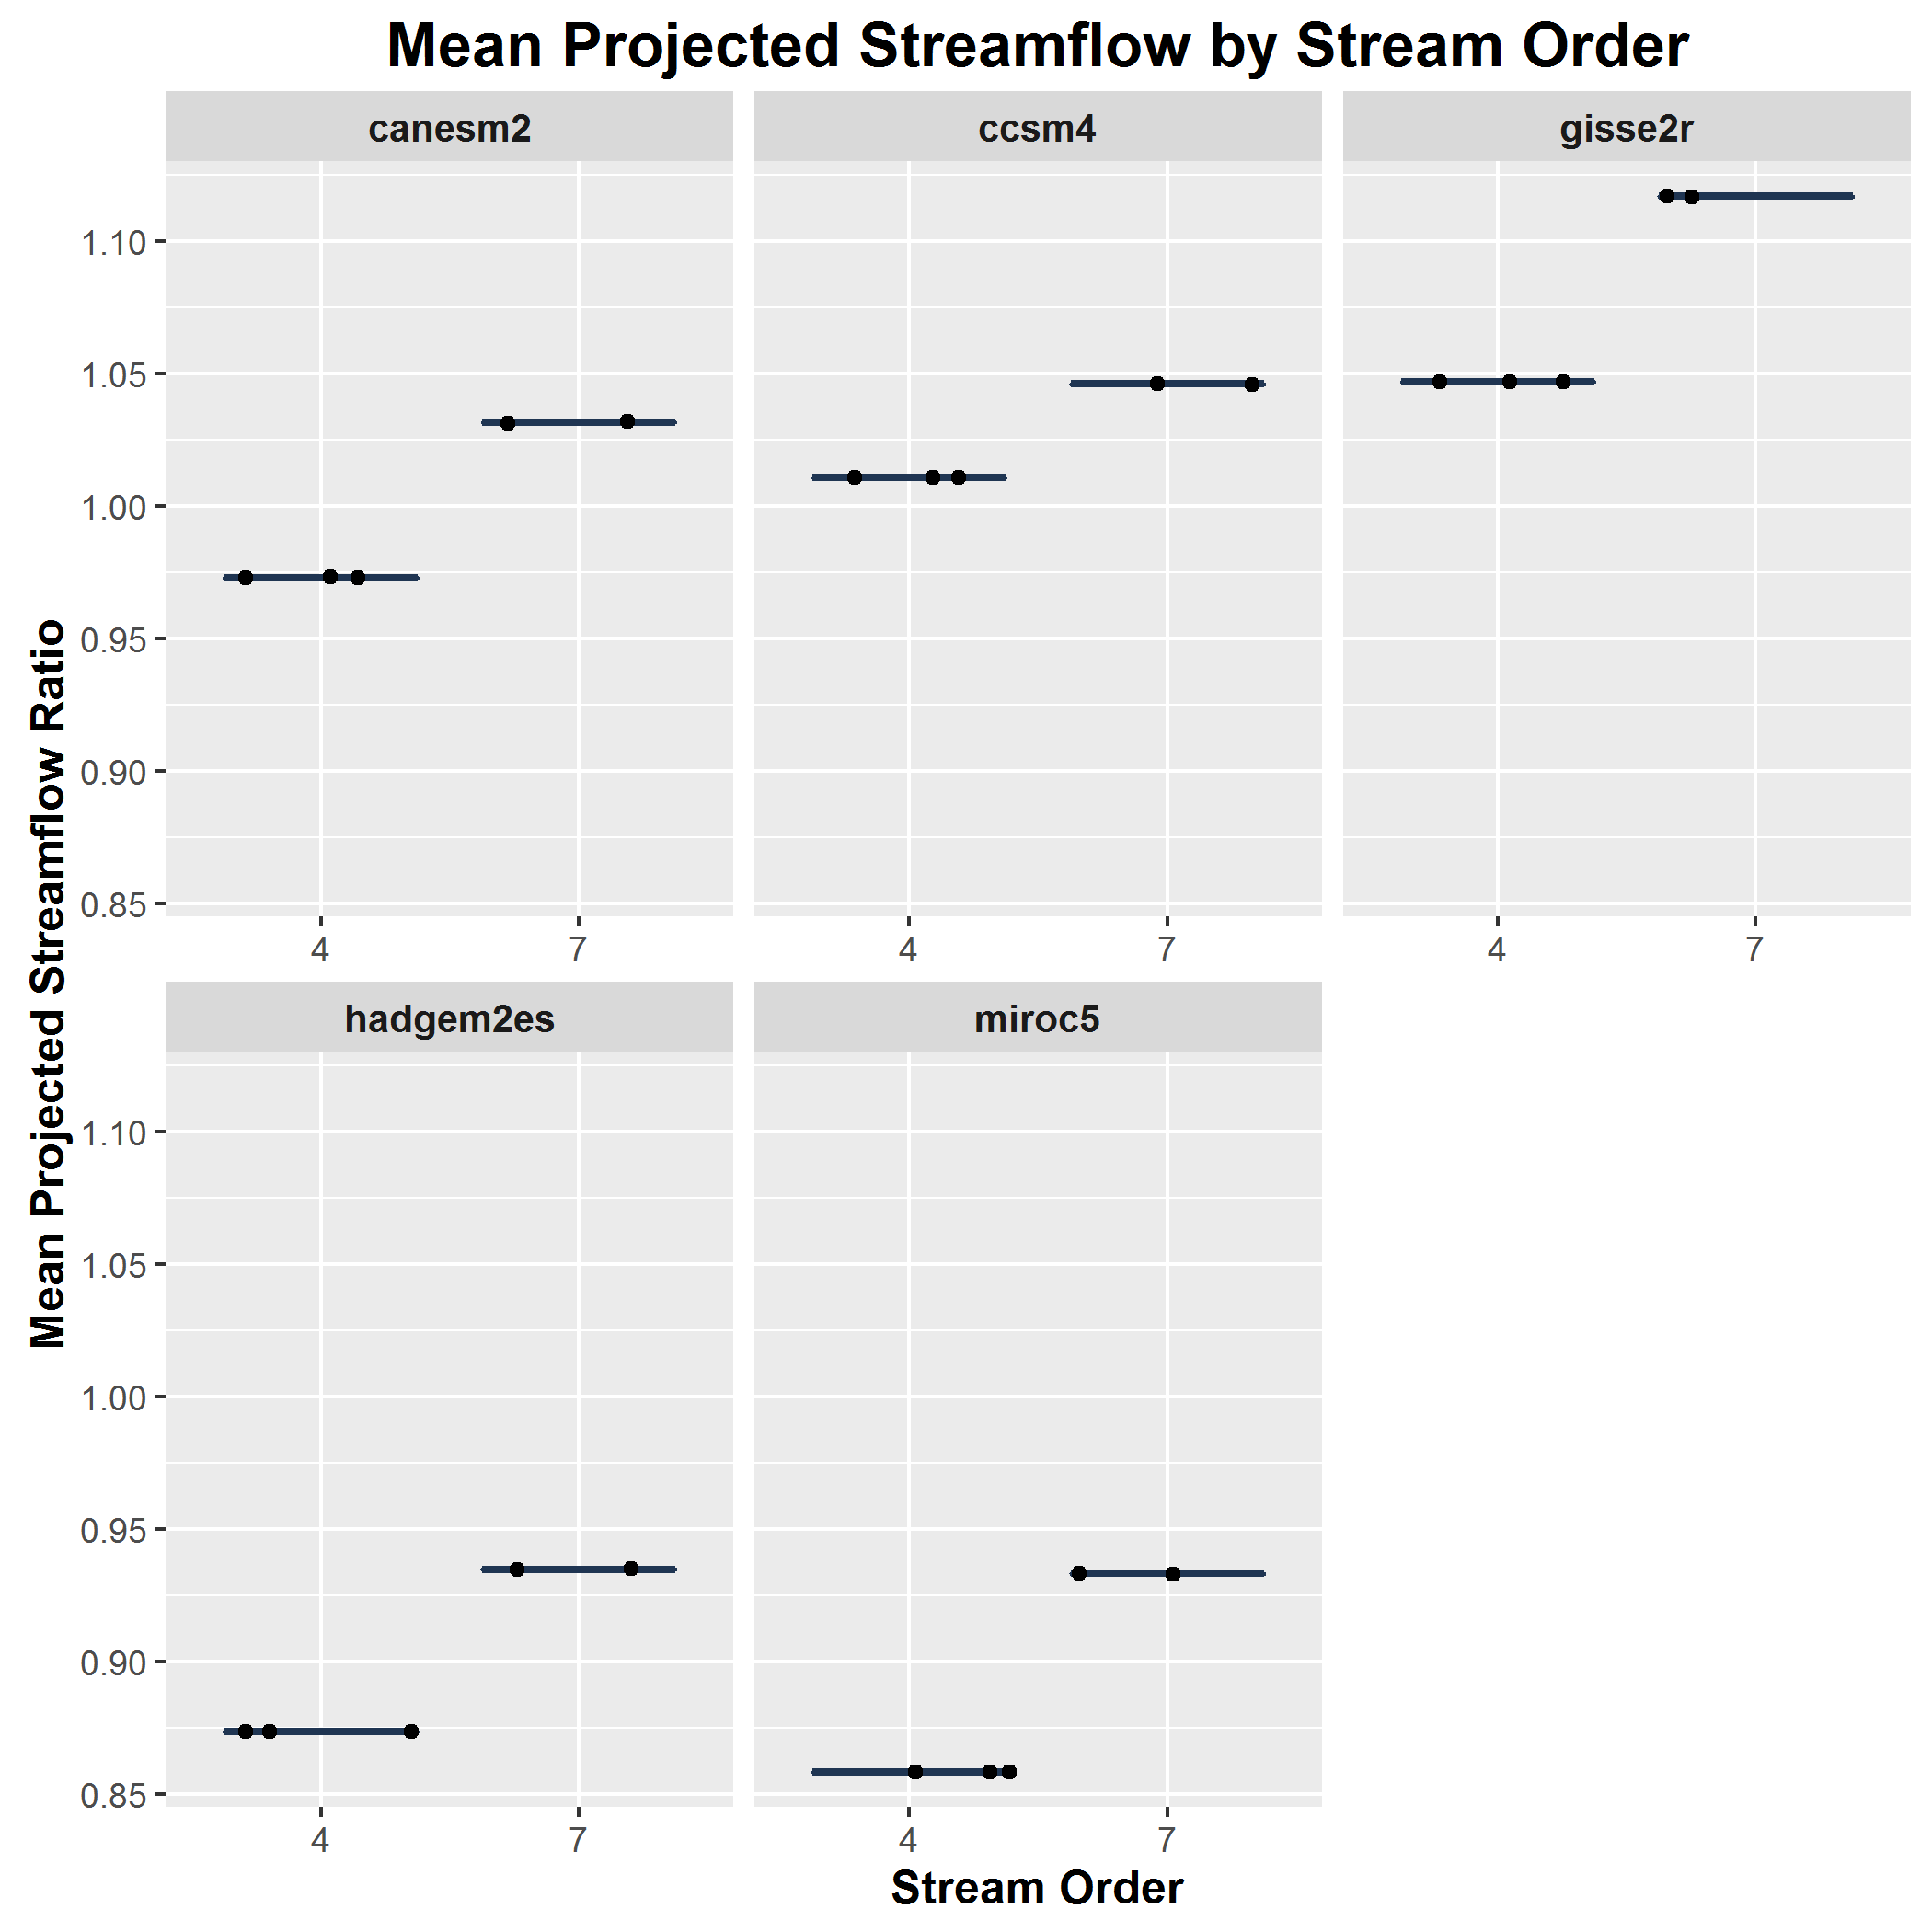 Mean Projected Streamflow by Stream Order
canesm2
ccsm4
gisse2r
1.10
1.05
1.00
0.95
0.90
0.85
4
7
4
7
4
7
Mean Projected Streamflow Ratio
hadgem2es
miroc5
1.10
1.05
1.00
0.95
0.90
0.85
4
7
4
7
Stream Order